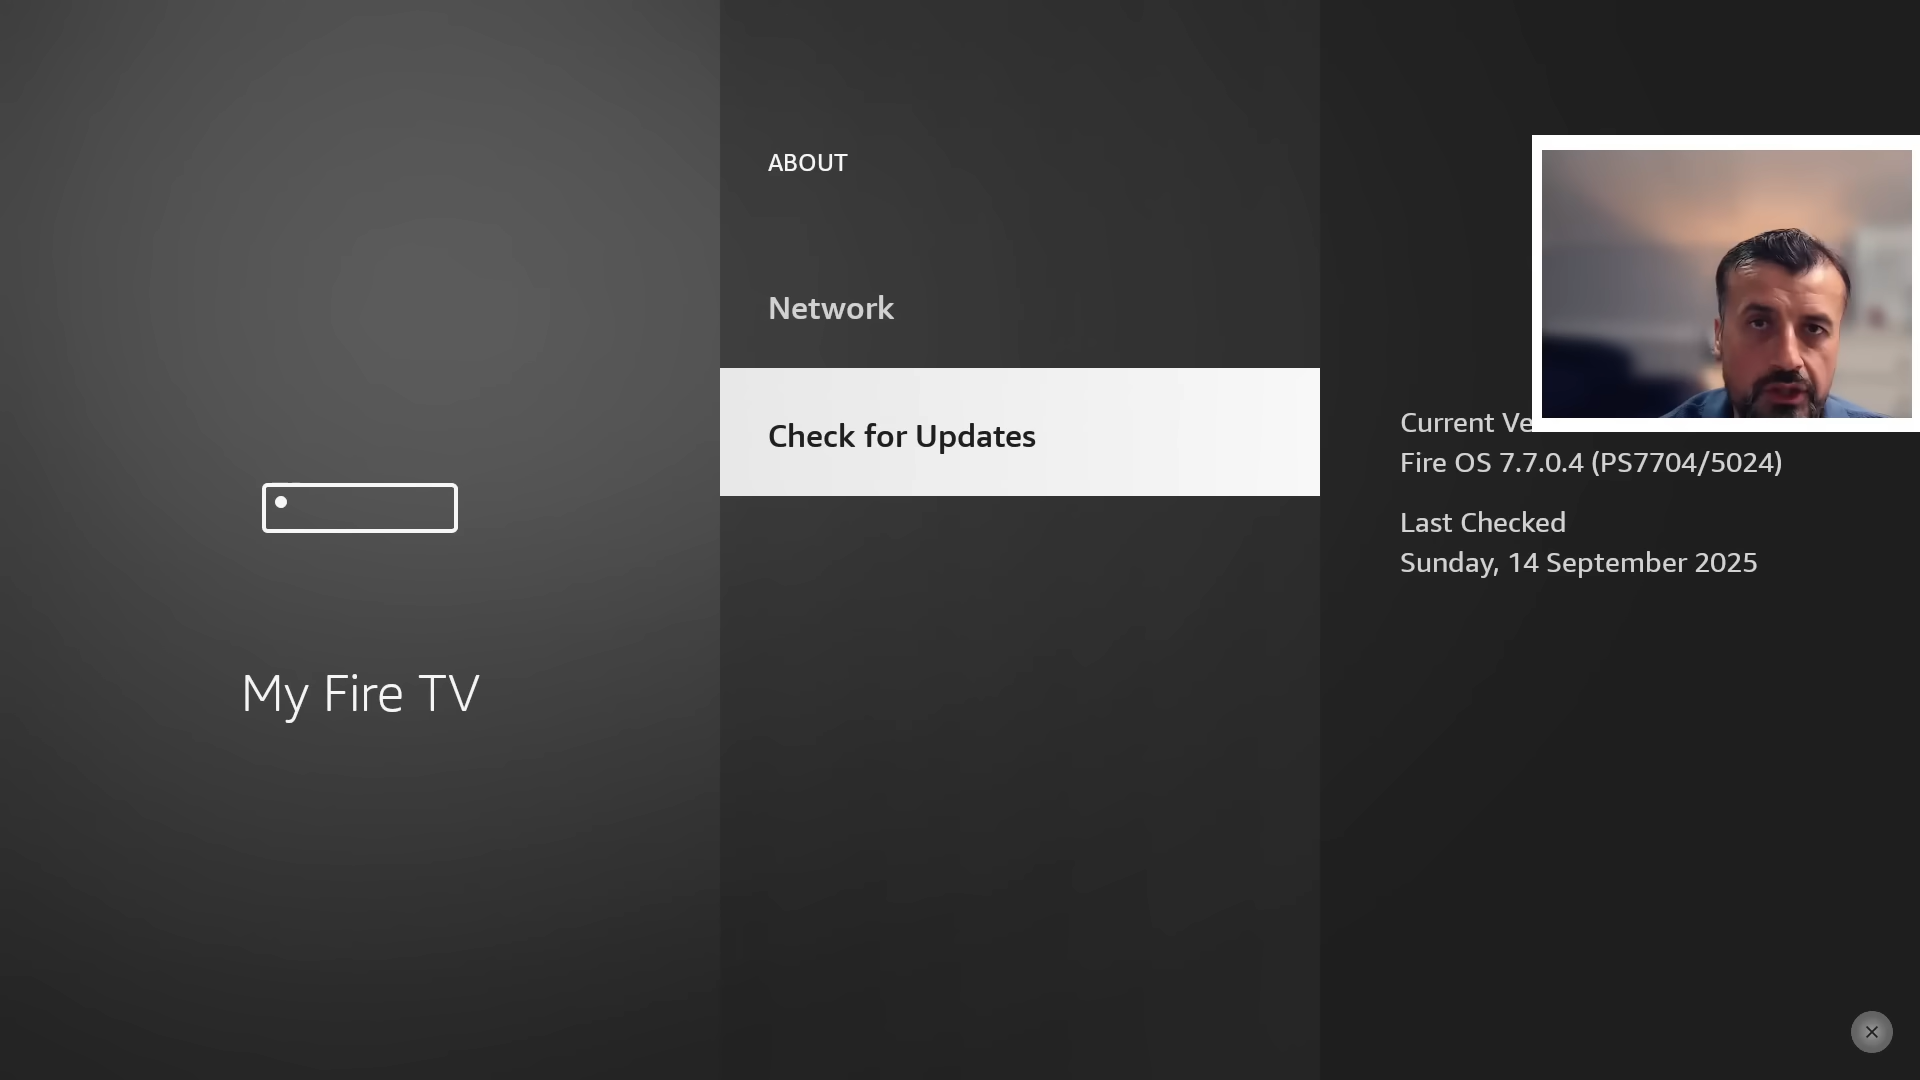 ABOUT
Network
Check for Updates
My Fire TV
Current
Fire OS 7.7.0.4 (PS7704/5024)
Last Checked
Sunday, 14 September 2025